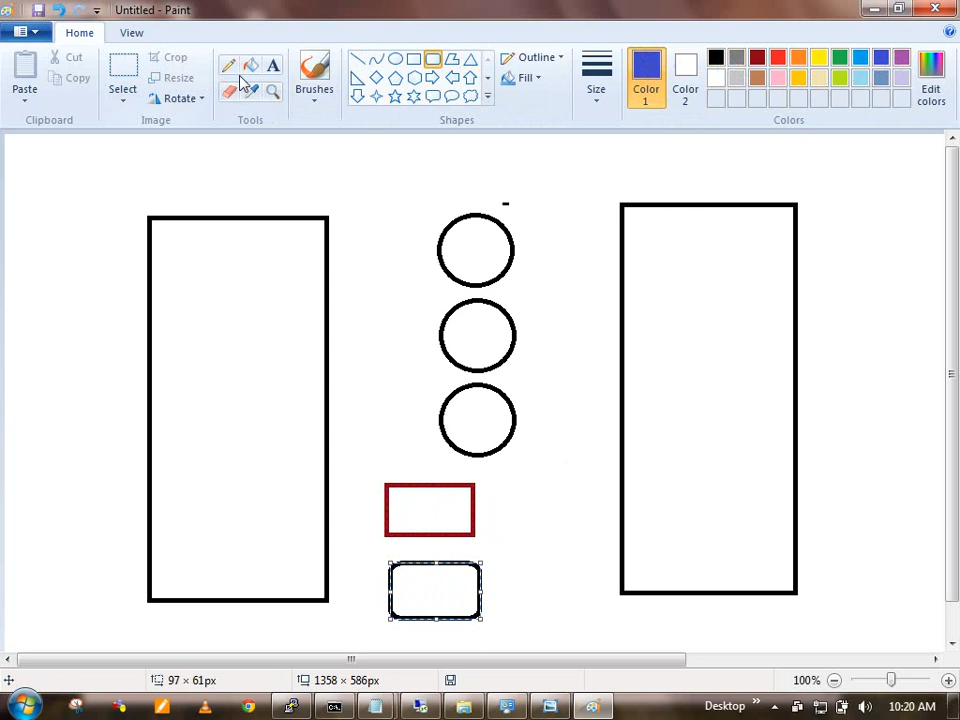 Untitled - Paint
Home
View
Paste
Cut
Copy
Clipboard
Select
Crop
Resize
Rotate
Image
A
Tools
Brushes
Outline
Fill
Shapes
Size
Color 1
Color 2
Edit colors
Colors
97 × 61px
1358 × 586px
100%
C:\
Desktop
10:20 AM